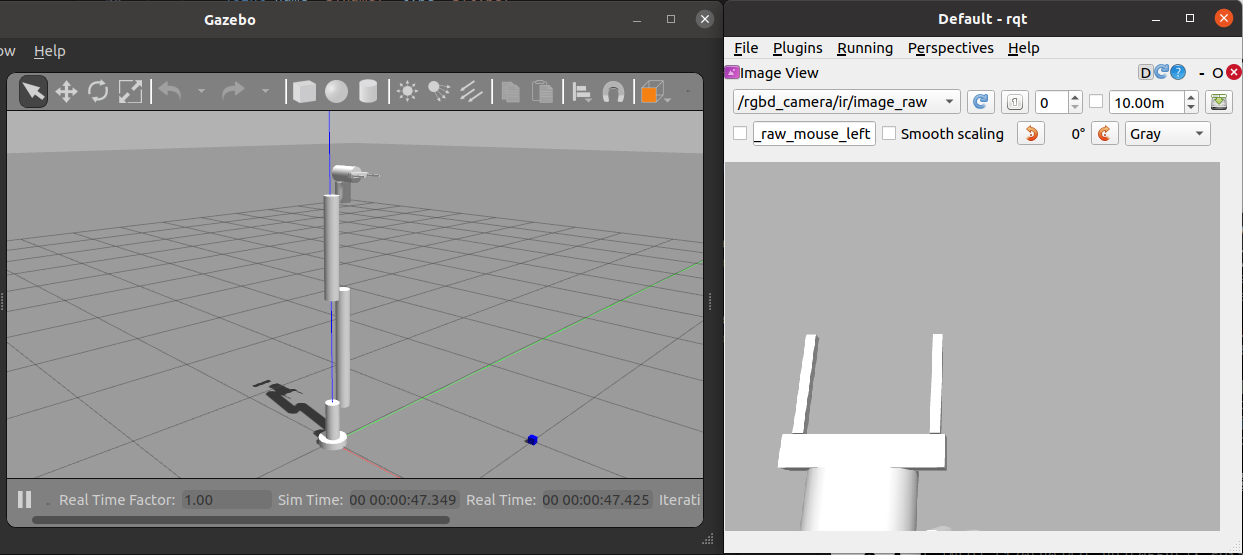 Gazebo
ow Help
Real Time Factor: 1.00 Sim Time: 00 00:00:47.349 Real Time: 00 00:00:47.425 Iterati
Default - rqt
File Plugins Running Perspectives Help
Image View D ? - O
/rgbd_camera/ir/image_raw 0 10.00m
_raw_mouse_left Smooth scaling 0° Gray